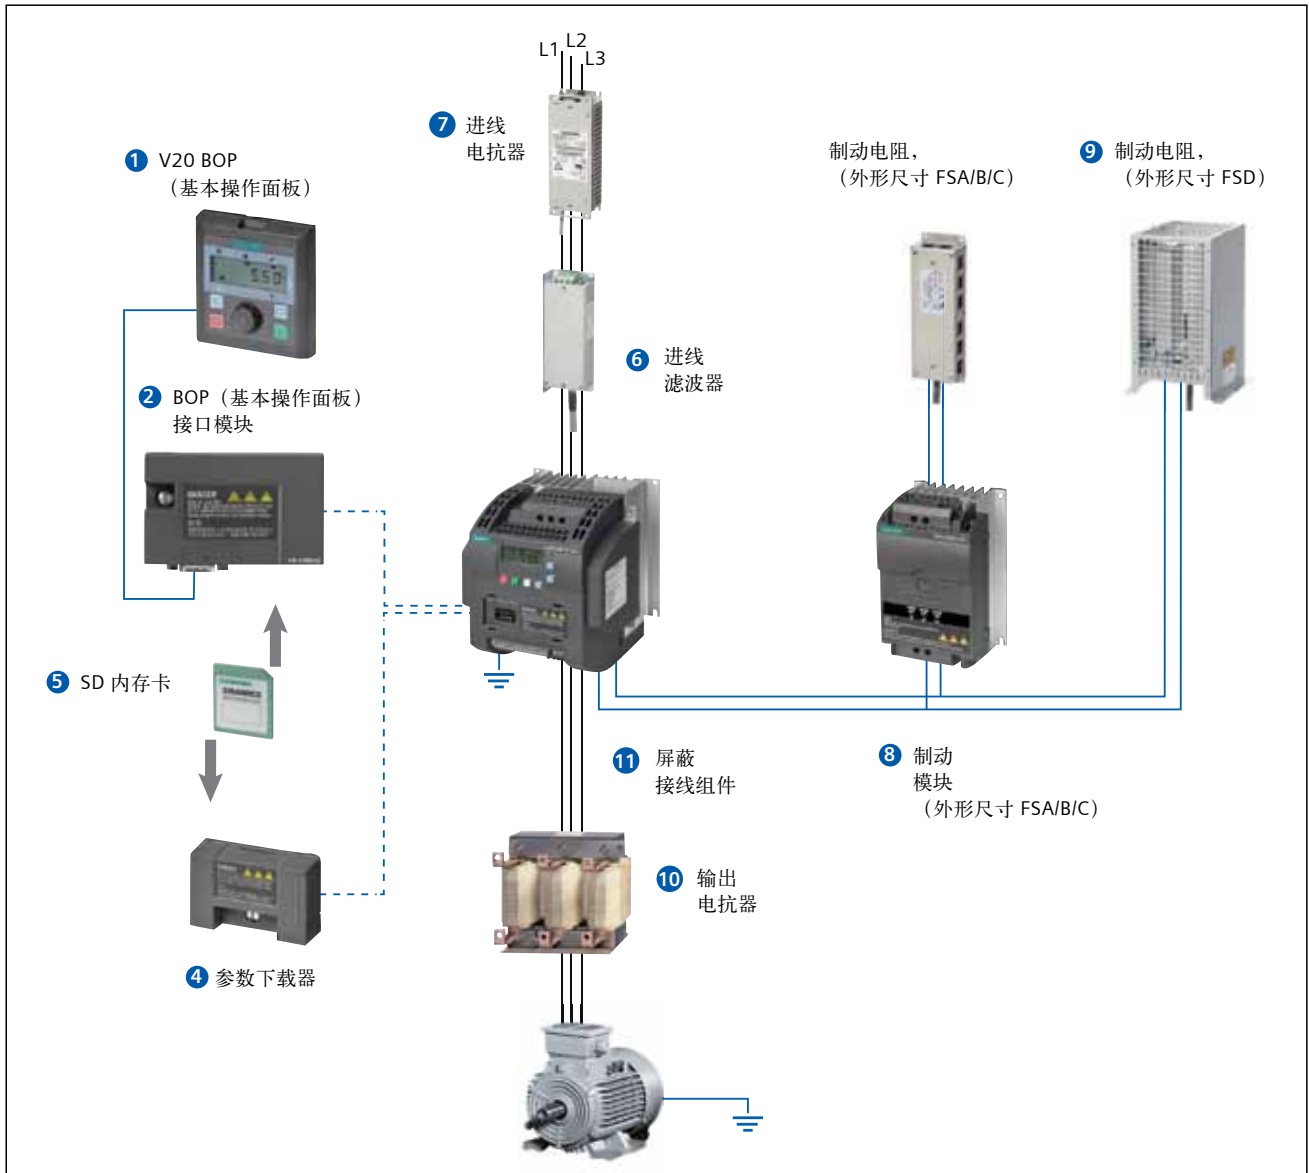 L1
L2
L3
7 进线
电抗器
1 V20 BOP
（基本操作面板）
制动电阻，
（外形尺寸 FSA/B/C）
9 制动电阻，
（外形尺寸 FSD）
6 进线
滤波器
2 BOP（基本操作面板）
接口模块
5 SD 内存卡
11 屏蔽
接线组件
8 制动
模块
（外形尺寸 FSA/B/C）
10 输出
电抗器
4 参数下载器